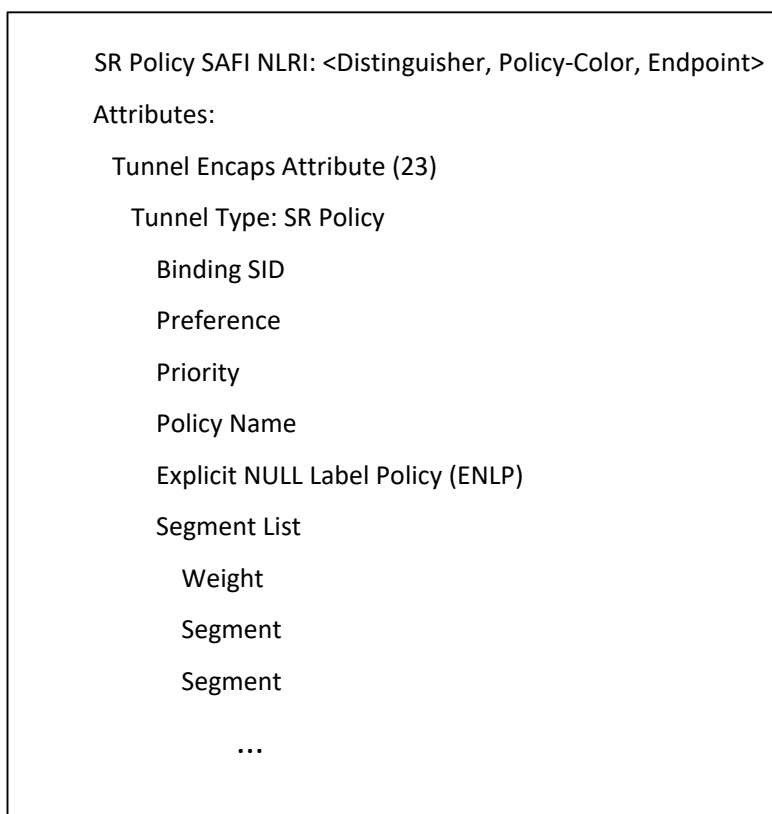 SR Policy SAFI NLRI: <Distinguisher, Policy-Color, Endpoint>
Attributes:
Tunnel Encaps Attribute (23)
Tunnel Type: SR Policy
Binding SID
Preference
Priority
Policy Name
Explicit NULL Label Policy (ENLP)
Segment List
Weight
Segment
Segment
...